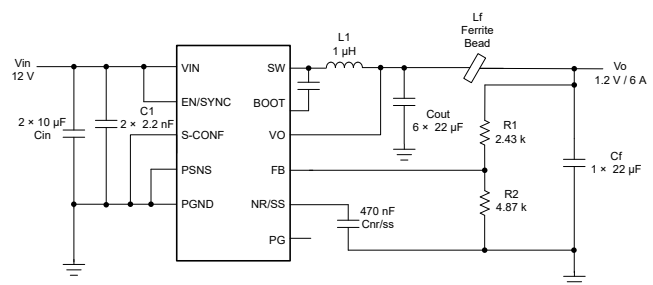 Lf
Ferrite
Bead
L1
1 µH
Vin
12 V
VIN
SW
Vo
1.2 V / 6 A
EN/SYNC
BOOT
C1
2 × 2.2 nF
2 × 10 µF
Cin
S-CONF
VO
Cout
6 × 22 µF
R1
2.43 k
PSNS
FB
Cf
1 × 22 µF
PGND
NR/SS
470 nF
Cnr/ss
R2
4.87 k
PG